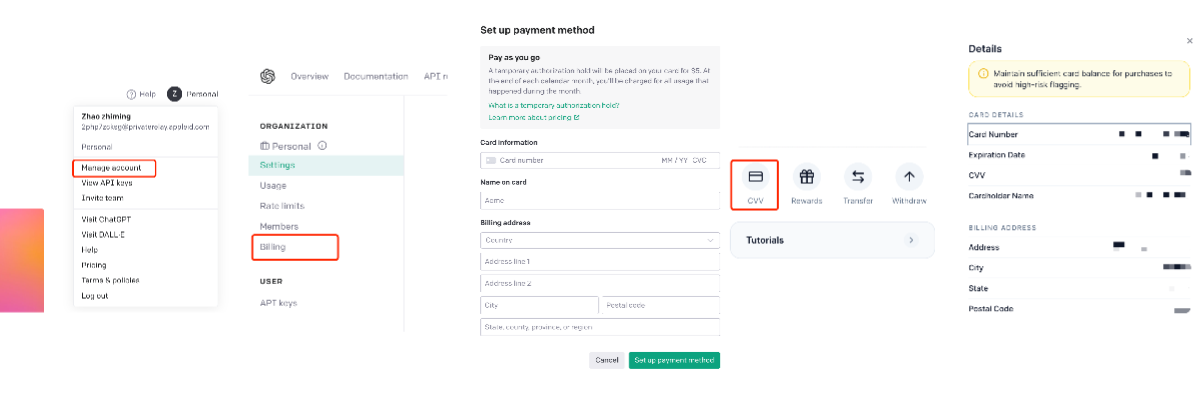 Help
Z Personal
Zhao zhiming
Personal
Manage account
View API keys
Invite team
Visit ChatGPT
Visit DALL·E
Help
Pricing
Terms & policies
Log out
Overview Documentation API
ORGANIZATION
Personal
Settings
Usage
Rate limits
Members
Billing
USER
API keys
Set up payment method
Pay as you go
A temporary authorization hold will be placed on your card for $5. At
the end of each calendar month, you'll be charged for all usage that
happened during the month.
What is a temporary authorization hold?
Learn more about pricing
Card information
Card number MM / YY CVC
Name on card
Acme
Billing address
Country
Address line 1
Address line 2
City Postal code
State, county, province, or region
Cancel Set up payment method
CVV Rewards Transfer Withdraw
Tutorials
Details
Maintain sufficient card balance for purchases to
avoid high-risk flagging.
CARD DETAILS
Card Number
Expiration Date
CVV
Cardholder Name
BILLING ADDRESS
Address
City
State
Postal Code